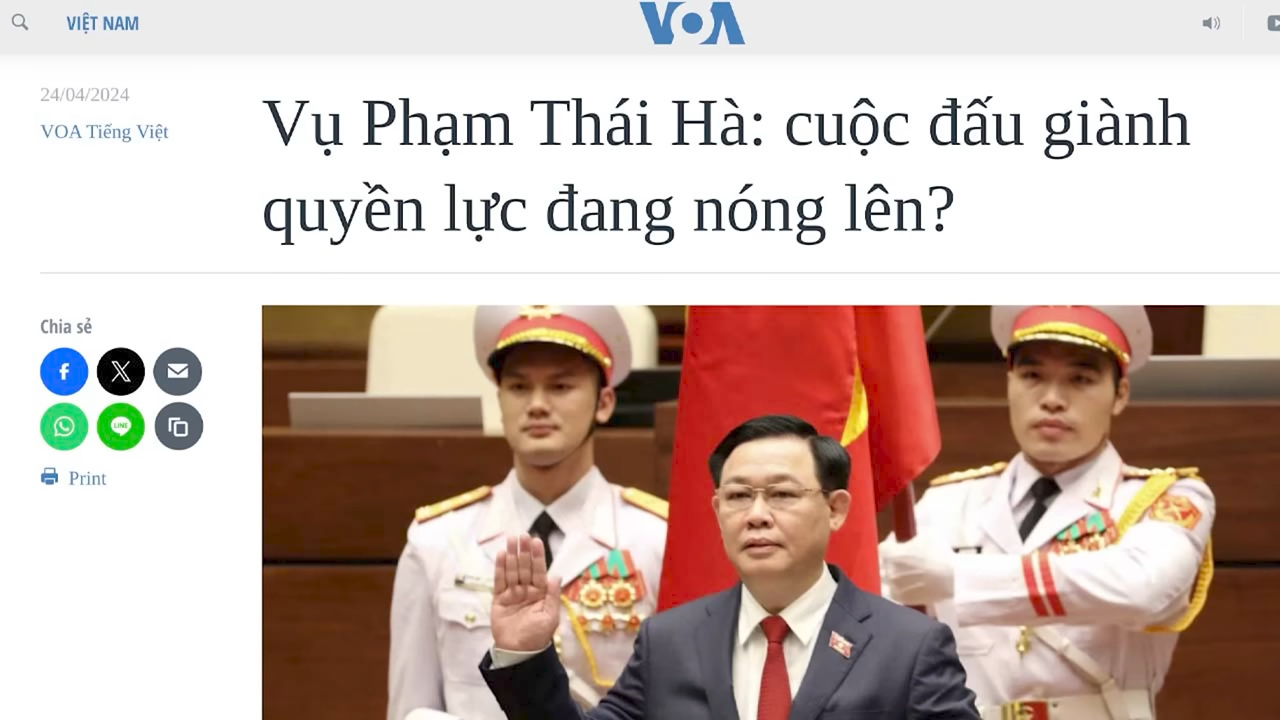 VIỆT NAM
VOA
24/04/2024
VOA Tiếng Việt
Vụ Phạm Thái Hà: cuộc đấu giành
quyền lực đang nóng lên?
Chia sẻ
LINE
Print